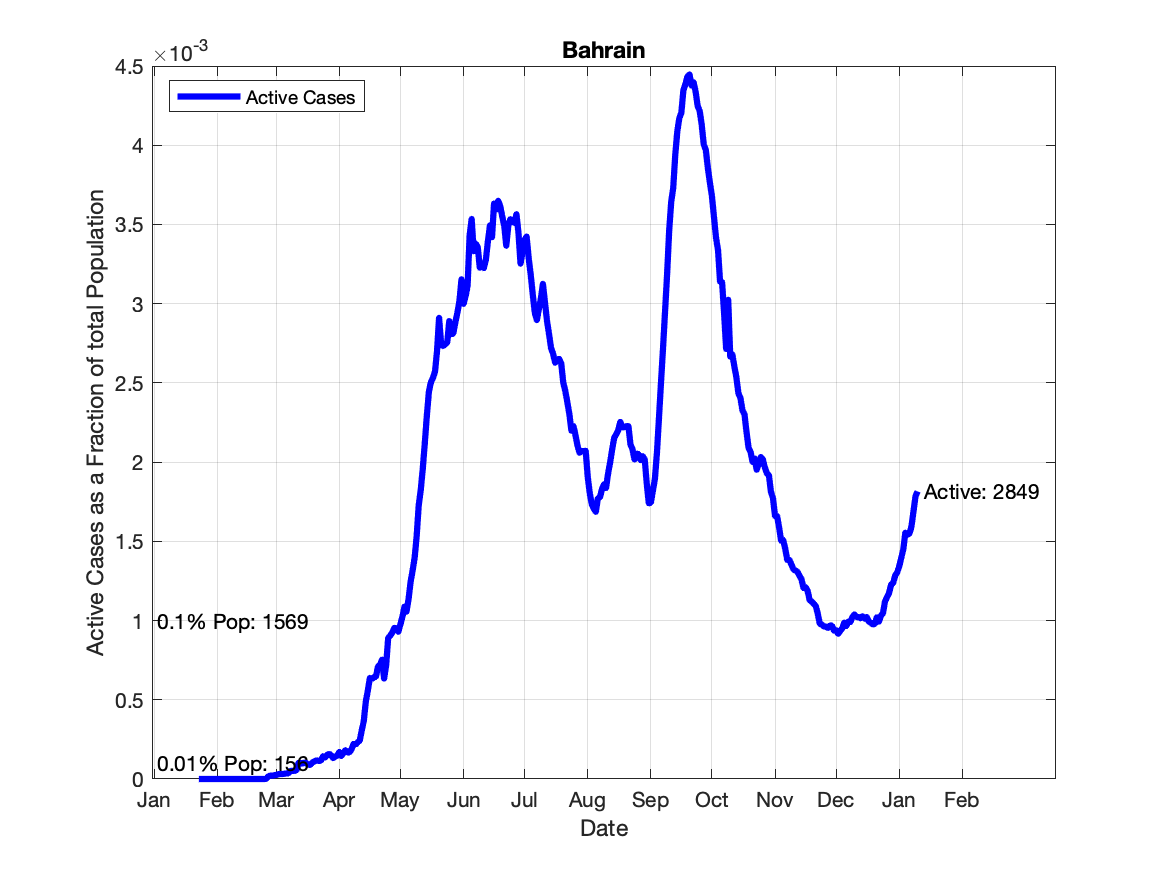 Bahrain
×10-3
4.5
4
3.5
3
2.5
2
1.5
1
0.5
0
Active Cases
Active Cases as a Fraction of total Population
Active: 2849
0.1% Pop: 1569
0.01% Pop: 156
Jan Feb Mar Apr May Jun Jul Aug Sep Oct Nov Dec Jan Feb
Date